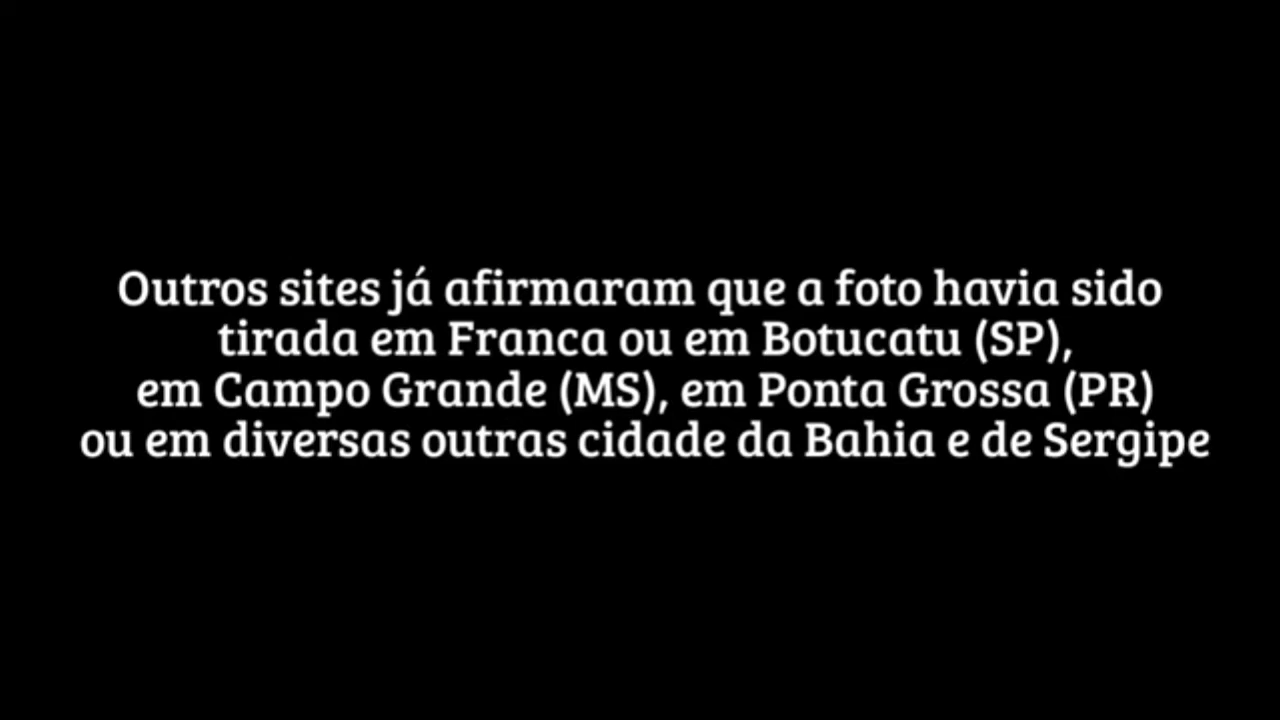 Outros sites já afirmaram que a foto havia sido
tirada em Franca ou em Botucatu (SP),
em Campo Grande (MS), em Ponta Grossa (PR)
ou em diversas outras cidade da Bahia e de Sergipe